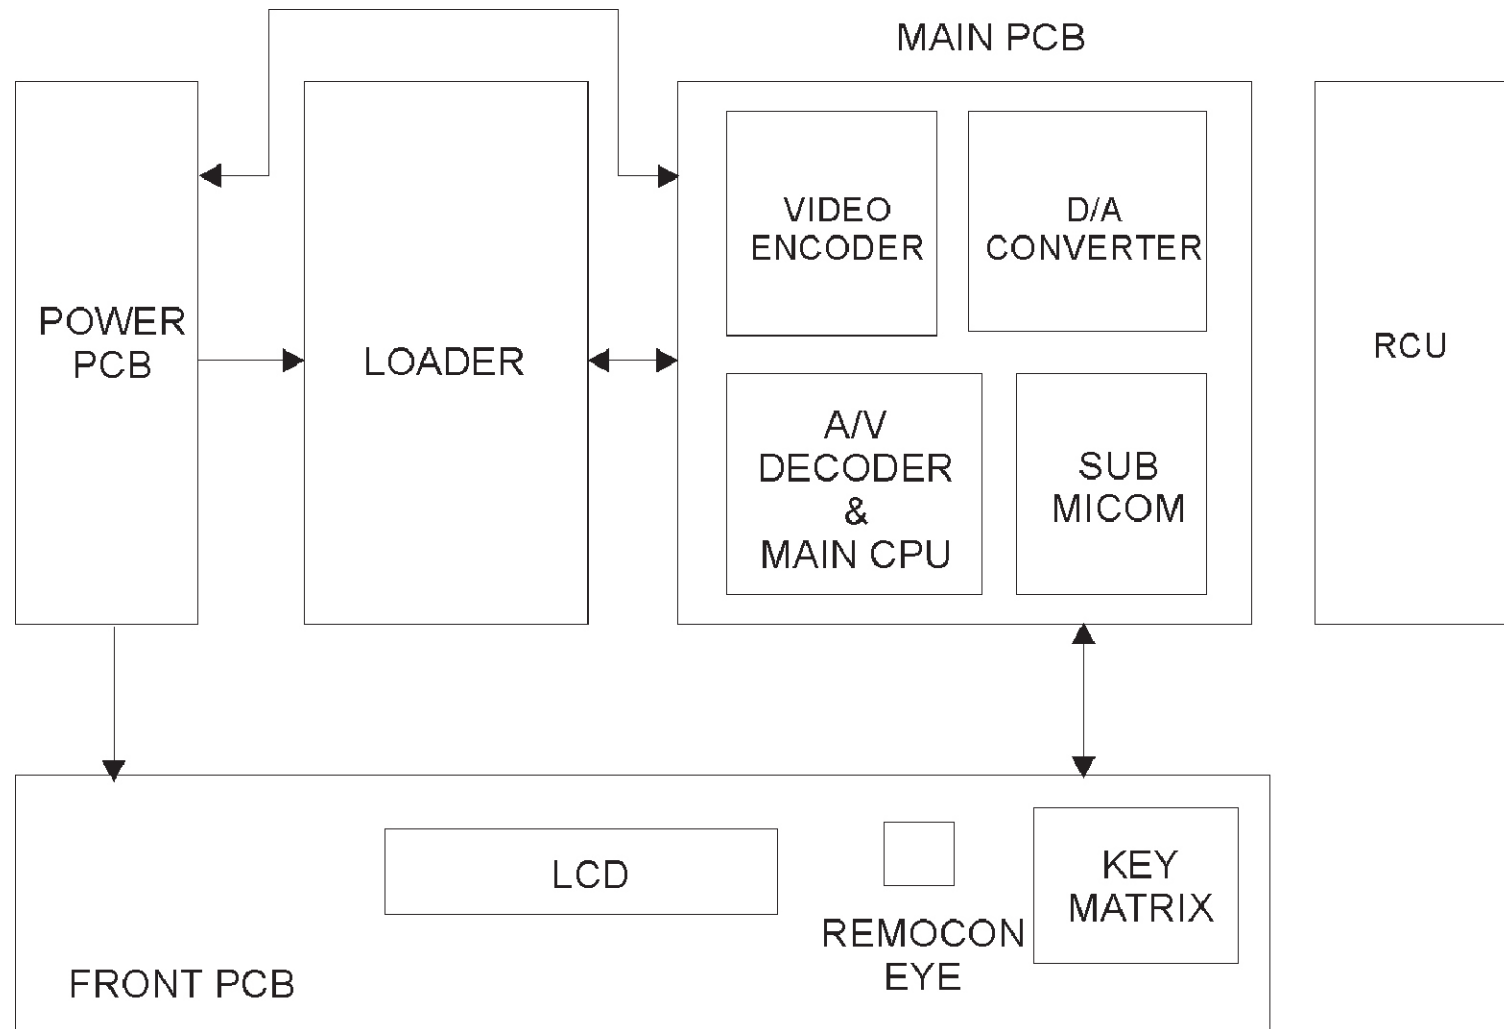 MAIN PCB
POWER
PCB
LOADER
VIDEO
ENCODER
D/A
CONVERTER
A/V
DECODER
&
MAIN CPU
SUB
MICOM
RCU
LCD
REMOCON
EYE
KEY
MATRIX
FRONT PCB